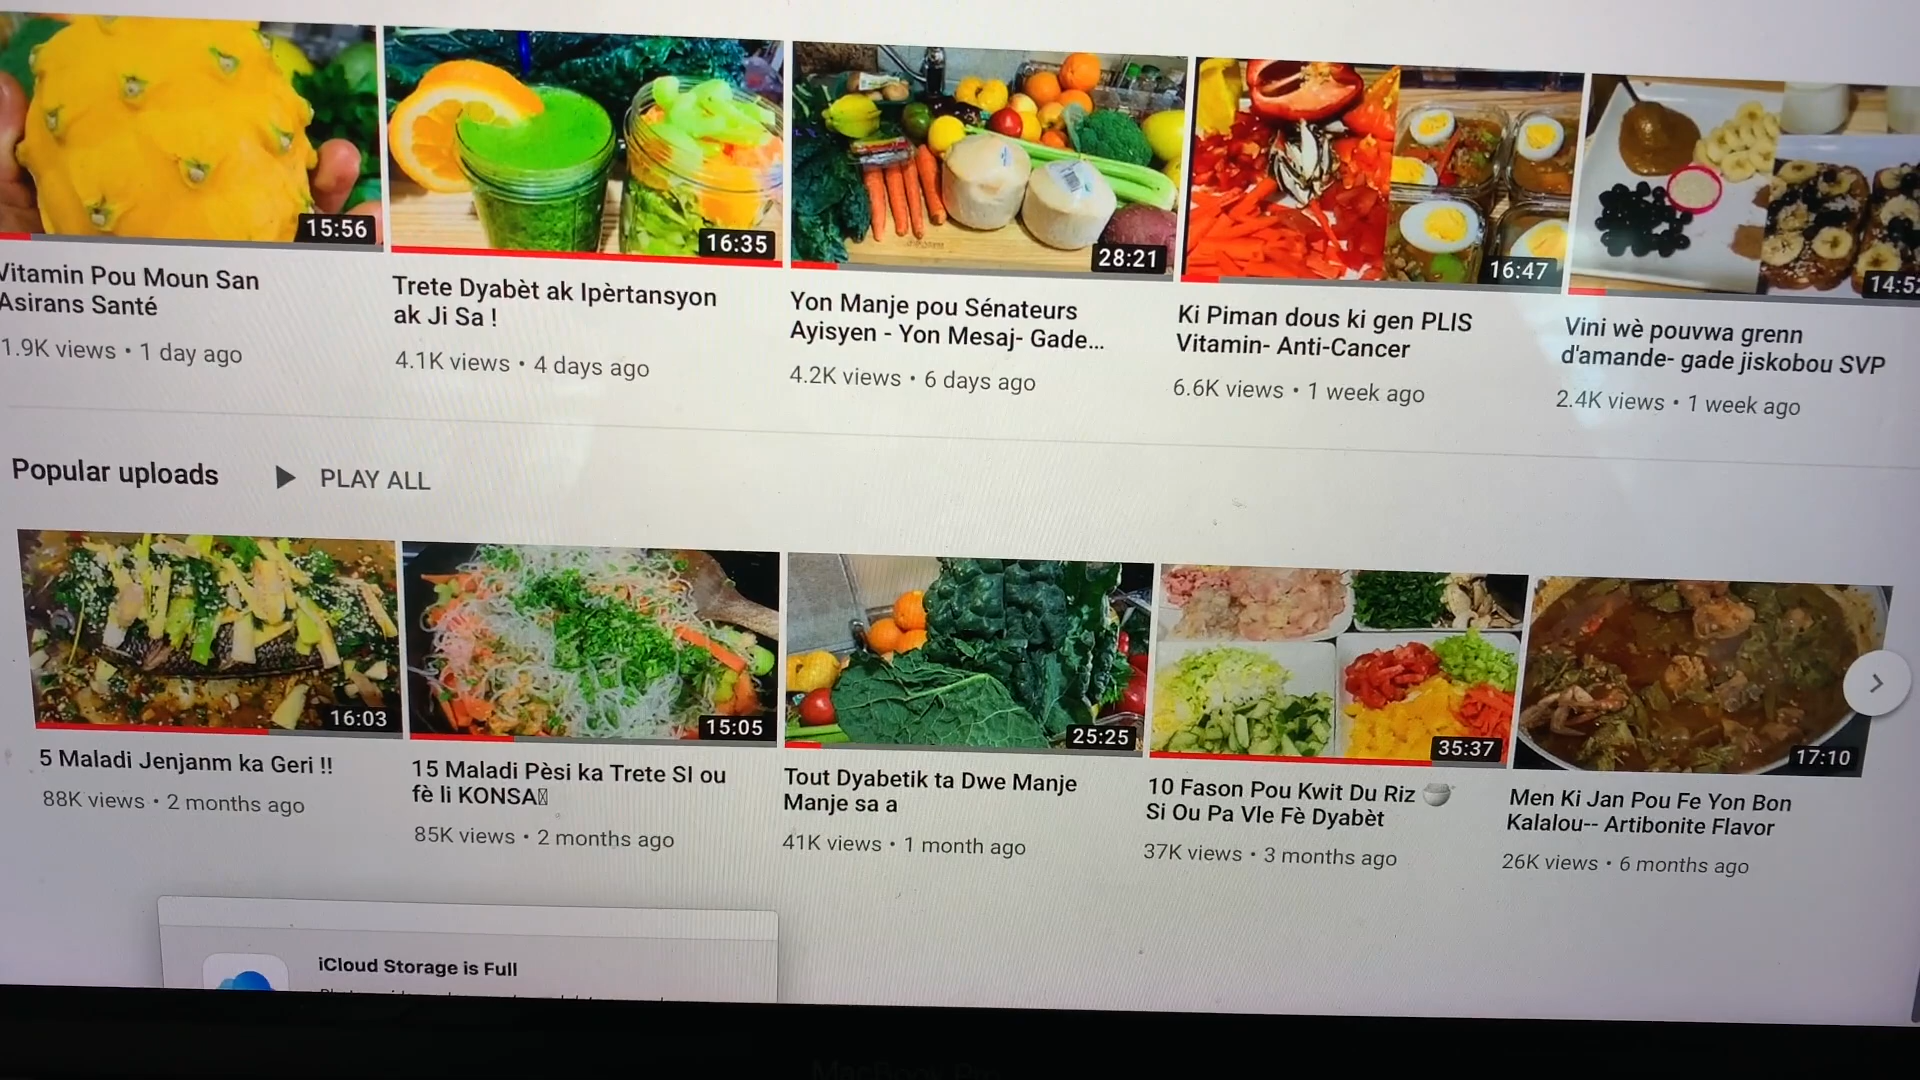 15:56
16:35
28:21
16:47
14:52
Vitamin Pou Moun San
Asirans Santé
1.9K views • 1 day ago
Trete Dyabèt ak Ipèrtansyon
ak Ji Sa !
4.1K views • 4 days ago
Yon Manje pou Sénateurs
Ayisyen - Yon Mesaj- Gade...
4.2K views • 6 days ago
Ki Piman dous ki gen PLIS
Vitamin- Anti-Cancer
6.6K views • 1 week ago
Vini wè pouvwa grenn
d'amande- gade jiskobou SVP
2.4K views • 1 week ago
Popular uploads
PLAY ALL
16:03
15:05
25:25
35:37
17:10
5 Maladi Jenjanm ka Geri !!
88K views • 2 months ago
15 Maladi Pèsi ka Trete SI ou
fè li KONSA
85K views • 2 months ago
Tout Dyabetik ta Dwe Manje
Manje sa a
41K views • 1 month ago
10 Fason Pou Kwit Du Riz 🍚
Si Ou Pa Vle Fè Dyabèt
37K views • 3 months ago
Men Ki Jan Pou Fe Yon Bon
Kalalou-- Artibonite Flavor
26K views • 6 months ago
iCloud Storage is Full
MacBook Pro